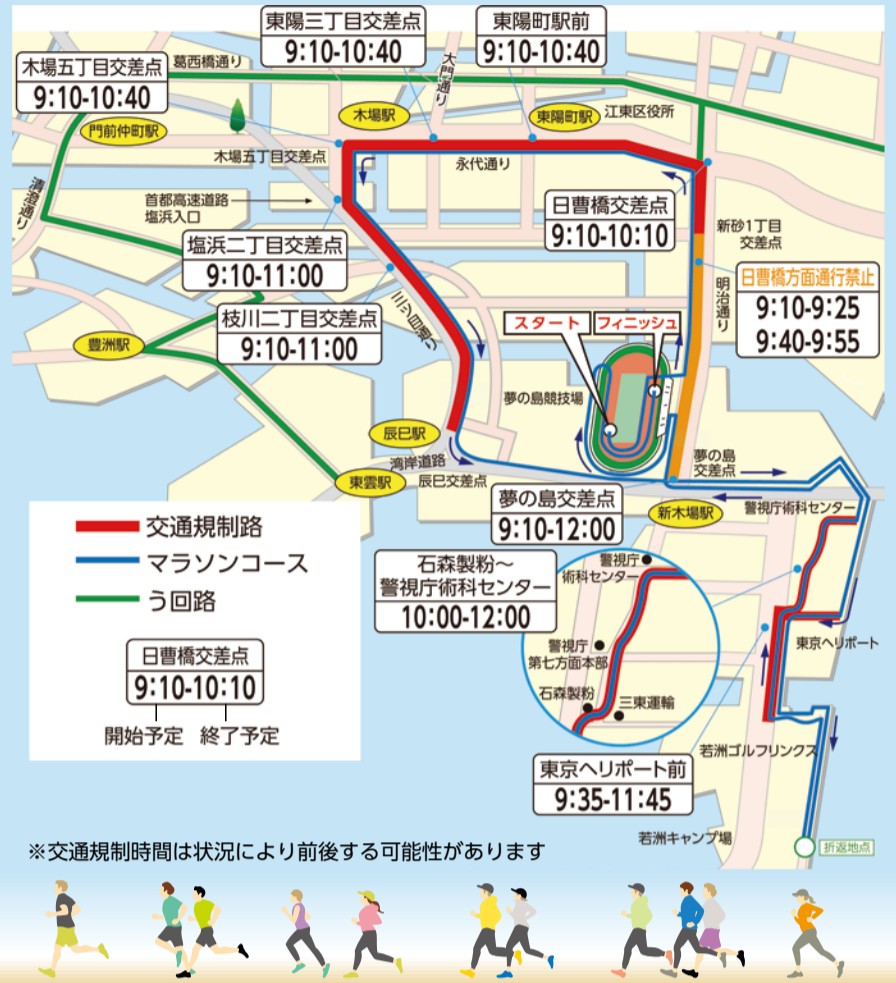 東陽三丁目交差点
9:10-10:40
東陽町駅前
9:10-10:40
木場五丁目交差点
9:10-10:40
葛西橋通り
大門通り
門前仲町駅
木場駅
東陽町駅
江東区役所
木場五丁目交差点
永代通り
清澄通り
首都高速道路
塩浜入口
日曹橋交差点
9:10-10:10
新砂1丁目
交差点
塩浜二丁目交差点
9:10-11:00
日曹橋方面通行禁止
9:10-9:25
9:40-9:55
明治通り
枝川二丁目交差点
9:10-11:00
三ツ目通り
スタート
フィニッシュ
豊洲駅
夢の島競技場
辰巳駅
湾岸道路
夢の島
交差点
東雲駅
辰巳交差点
夢の島交差点
9:10-12:00
新木場駅
警視庁術科センター
交通規制路
マラソンコース
う回路
石森製粉～
警視庁術科センター
10:00-12:00
警視庁
術科センター
警視庁
第七方面本部
石森製粉
三東運輸
東京ヘリポート
日曹橋交差点
9:10-10:10
開始予定
終了予定
東京ヘリポート前
9:35-11:45
若洲ゴルフリンクス
若洲キャンプ場
折返地点
※交通規制時間は状況により前後する可能性があります